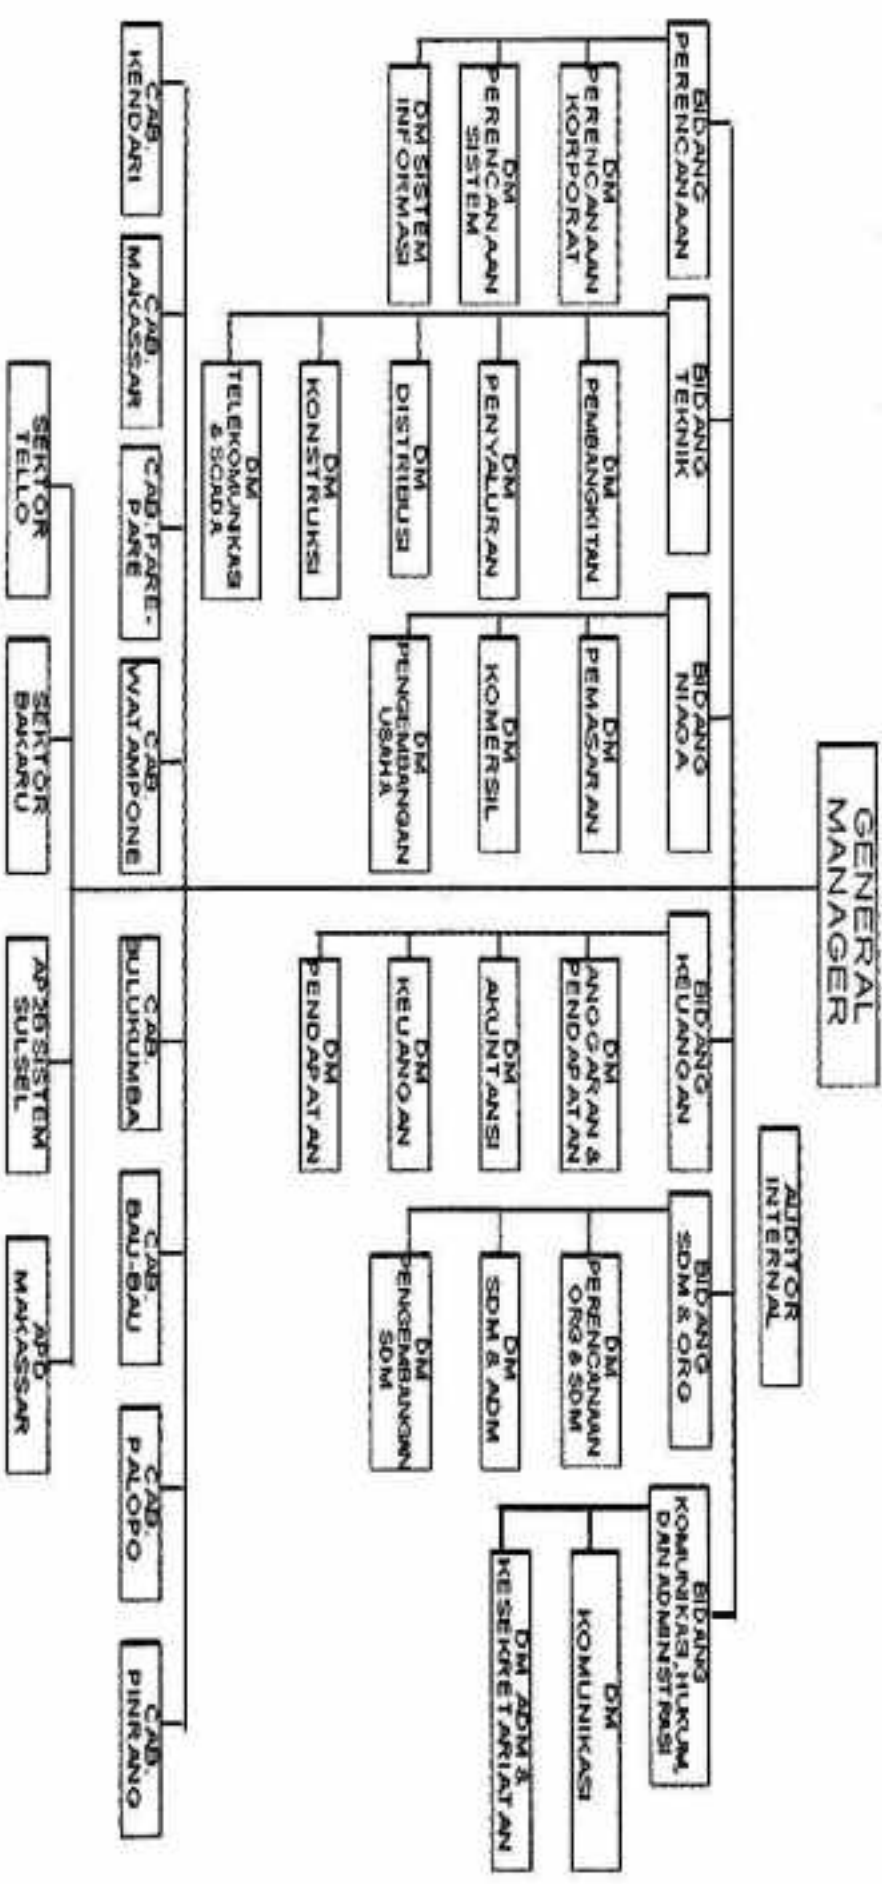 GENERAL
MANAGER
AUDITOR
INTERNAL
BIDANG
PERENCANAAN
DM
PERENCANAAN
KORPORAT
DM
PERENCANAAN
SISTEM
DM SISTEM
INFORMASI
BIDANG
TEKNIK
DM
PEMBANGKITAN
DM
PENYALURAN
DM
DISTRIBUSI
DM
KONSTRUKSI
DM
TELEKOMUNIKASI
& SCADA
BIDANG
NIAGA
DM
PEMASARAN
DM
KOMERSIL
DM
PENGEMBANGAN
USAHA
BIDANG
KEUANGAN
DM
ANGGARAN &
PENDAPATAN
DM
AKUNTANSI
DM
KEUANGAN
DM
PENDAPATAN
BIDANG
SDM & ORG
DM
PERENCANAAN
ORG & SDM
DM
SDM & ADM
DM
PENGEMBANGAN
SDM
BIDANG
KOMUNIKASI, HUKUM,
DAN ADMINISTRASI
DM
KOMUNIKASI
DM ADM &
KESEKRETARIATAN
CAB.
KENDARI
CAB.
MAKASSAR
CAB. PARE-
PARE
CAB
WATAMPONE
CAB.
BULUKUMBA
CAB.
BAU-BAU
CAB.
PALOPO
CAB.
PINRANG
SEKTOR
TELLO
SEKTOR
BAKARU
AP2B SISTEM
SULSEL
APD
MAKASSAR